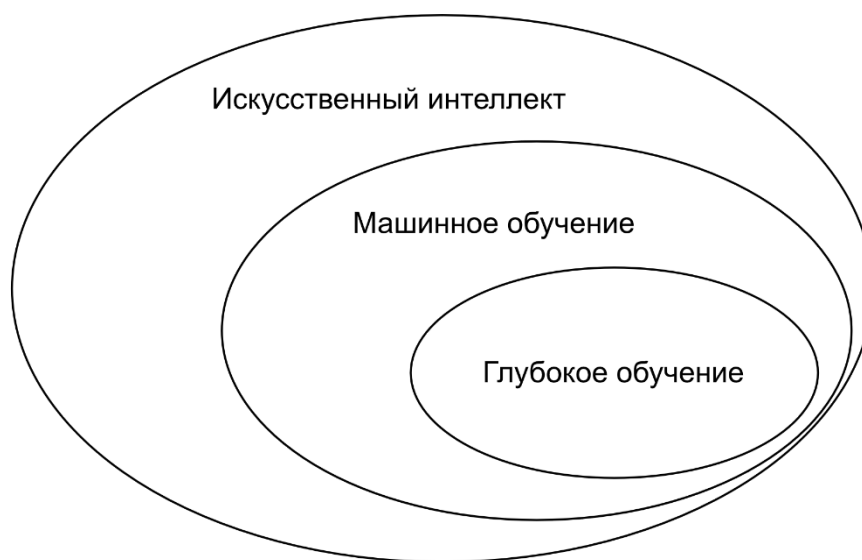 Искусственный интеллект
Машинное обучение
Глубокое обучение